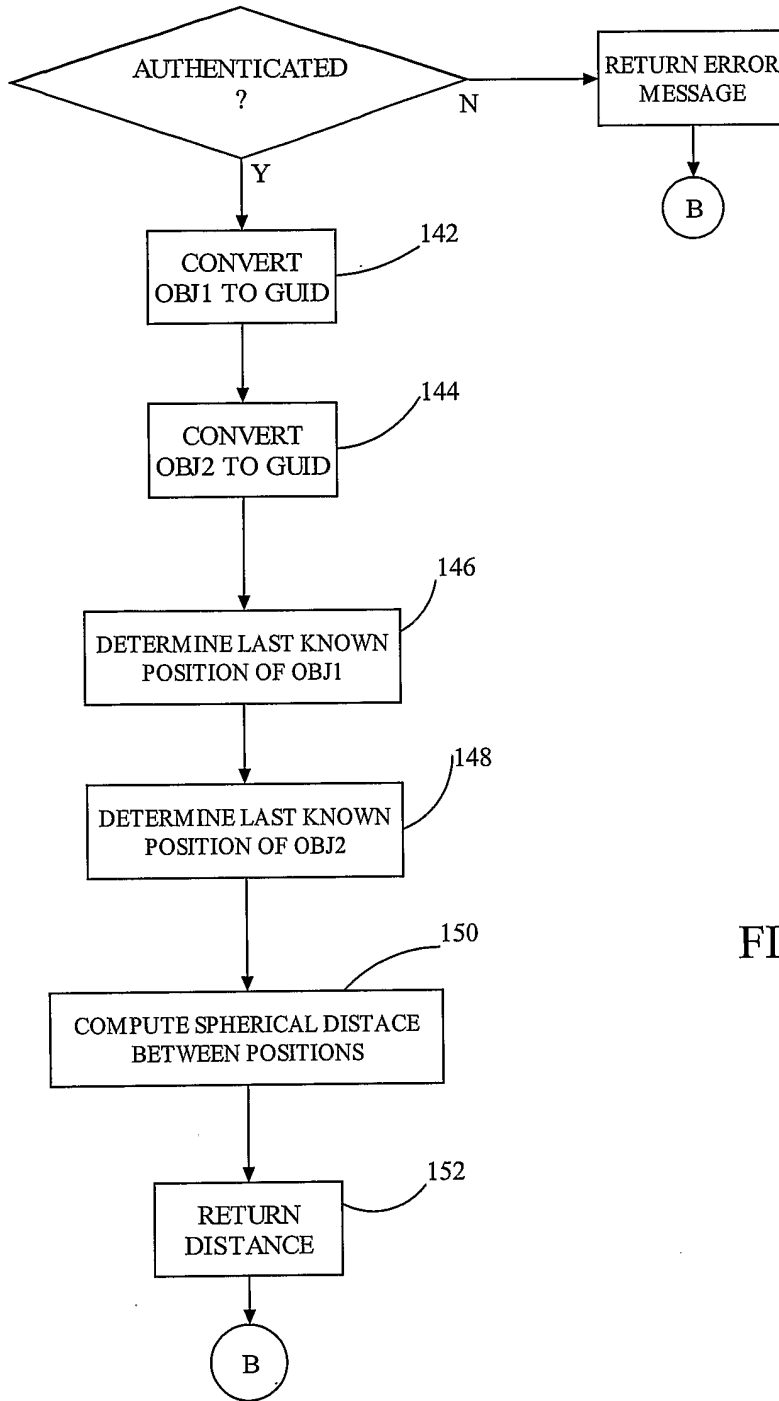 AUTHENTICATED
?
N
RETURN ERROR
MESSAGE
B
Y
142
CONVERT
OBJ1 TO GUID
144
CONVERT
OBJ2 TO GUID
146
DETERMINE LAST KNOWN
POSITION OF OBJ1
148
DETERMINE LAST KNOWN
POSITION OF OBJ2
150
COMPUTE SPHERICAL DISTACE
BETWEEN POSITIONS
152
RETURN
DISTANCE
B